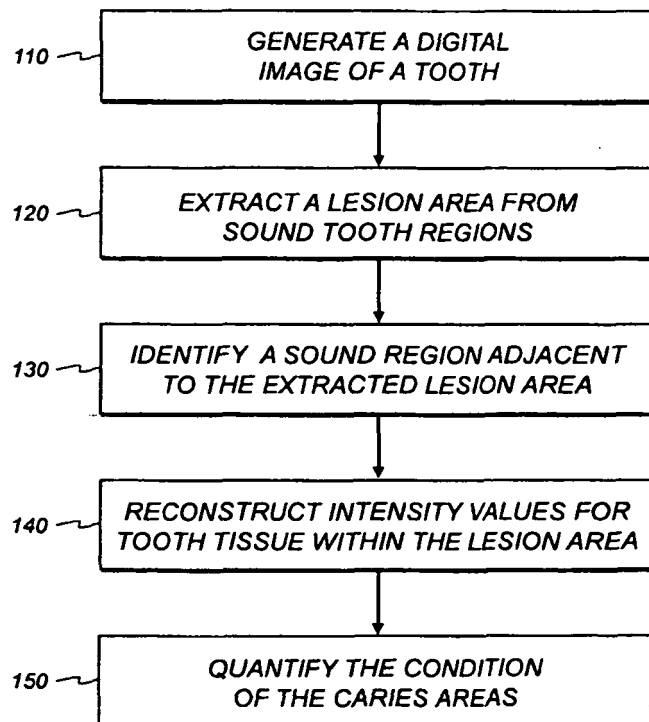 110
GENERATE A DIGITAL
IMAGE OF A TOOTH
120
EXTRACT A LESION AREA FROM
SOUND TOOTH REGIONS
130
IDENTIFY A SOUND REGION ADJACENT
TO THE EXTRACTED LESION AREA
140
RECONSTRUCT INTENSITY VALUES FOR
TOOTH TISSUE WITHIN THE LESION AREA
150
QUANTIFY THE CONDITION
OF THE CARIES AREAS